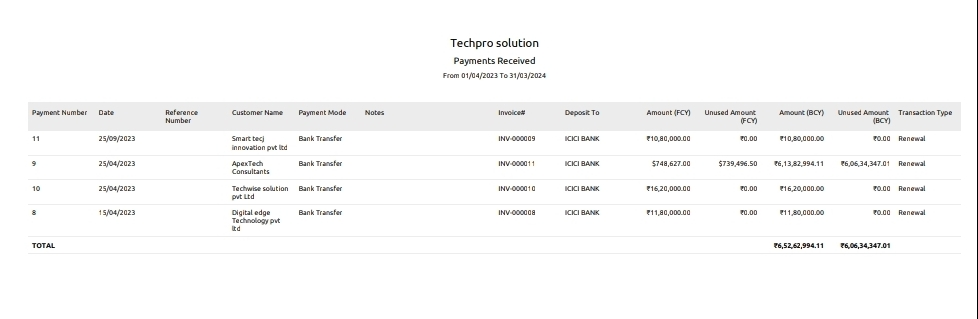 Techpro solution
Payments Received
From 01/04/2023 To 31/03/2024
Payment Number Date Reference Number Customer Name Payment Mode Notes Invoice# Deposit To Amount (FCY) Unused Amount (FCY) Amount (BCY) Unused Amount (BCY) Transaction Type
11 25/09/2023 Smart tecj innovation pvt ltd Bank Transfer INV-000009 ICICI BANK ₹10,80,000.00 ₹0.00 ₹10,80,000.00 ₹0.00 Renewal
9 25/04/2023 ApexTech Consultants Bank Transfer INV-000011 ICICI BANK $748,627.00 $739,496.50 ₹6,13,82,994.11 ₹6,06,34,347.01 Renewal
10 25/04/2023 Techwise solution pvt Ltd Bank Transfer INV-000010 ICICI BANK ₹16,20,000.00 ₹0.00 ₹16,20,000.00 ₹0.00 Renewal
8 15/04/2023 Digital edge Technology pvt ltd Bank Transfer INV-000008 ICICI BANK ₹11,80,000.00 ₹0.00 ₹11,80,000.00 ₹0.00 Renewal
TOTAL ₹6,52,62,994.11 ₹6,06,34,347.01